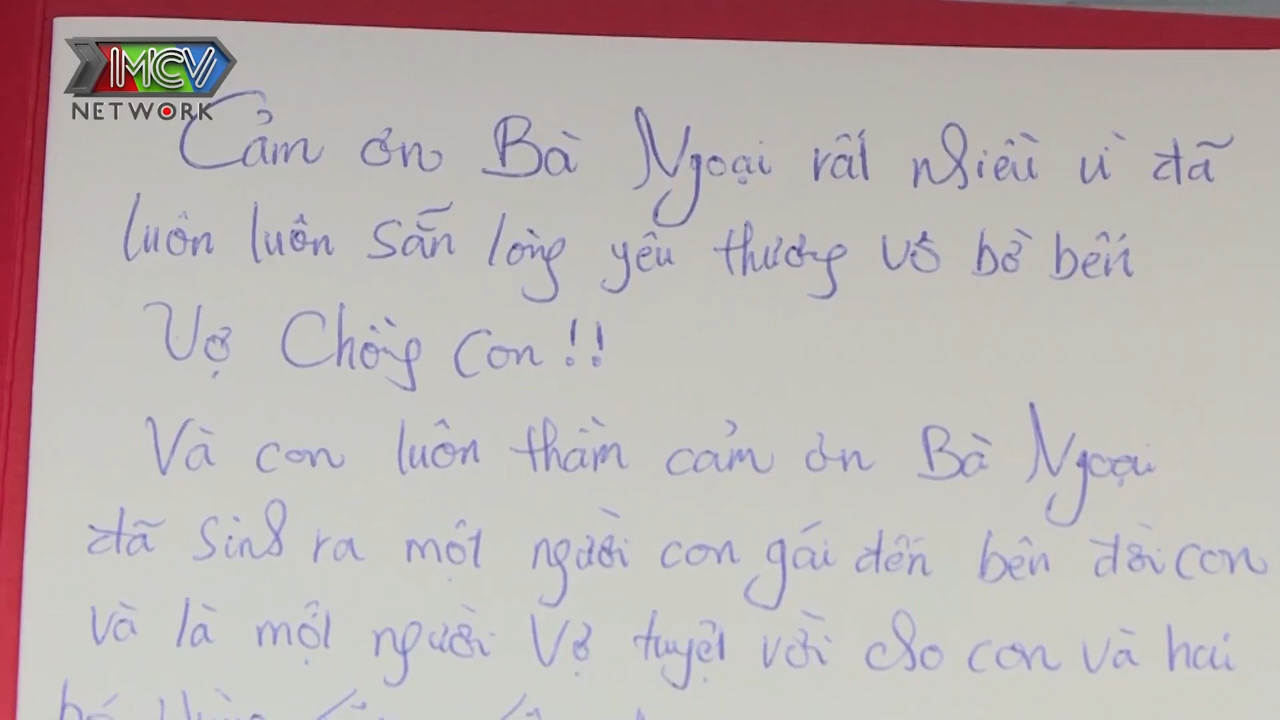 MCV
NETWORK
Cảm ơn Bà Ngoại rất nhiều vì đã
luôn luôn sẵn lòng yêu thương vô bờ bến
Vợ Chồng con!!
Và con luôn thầm cảm ơn Bà Ngoại
đã sinh ra một người con gái đến bên đời con
và là một người Vợ tuyệt vời cho con và hai